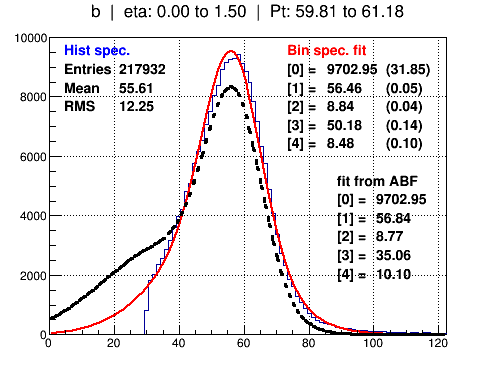 b | eta: 0.00 to 1.50 | Pt: 59.81 to 61.18
Hist spec.
Entries 217932
Mean 55.61
RMS 12.25
Bin spec. fit
[0] = 9702.95 (31.85)
[1] = 56.46 (0.05)
[2] = 8.84 (0.04)
[3] = 50.18 (0.14)
[4] = 8.48 (0.10)
fit from ABF
[0] = 9702.95
[1] = 56.84
[2] = 8.77
[3] = 35.06
[4] = 10.10
10000
8000
6000
4000
2000
0
0 20 40 60 80 100 120